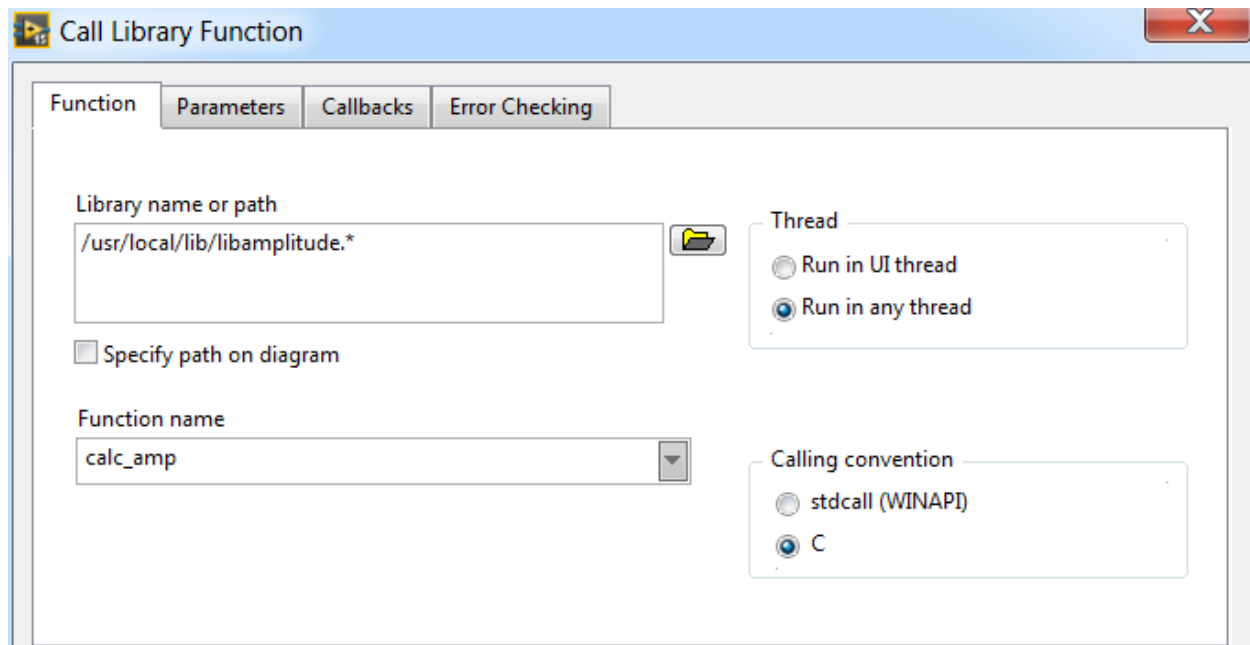 Call Library Function
Function
Parameters
Callbacks
Error Checking
Library name or path
/usr/local/lib/libamplitude.*
Specify path on diagram
Function name
calc_amp
Thread
Run in UI thread
Run in any thread
Calling convention
stdcall (WINAPI)
C